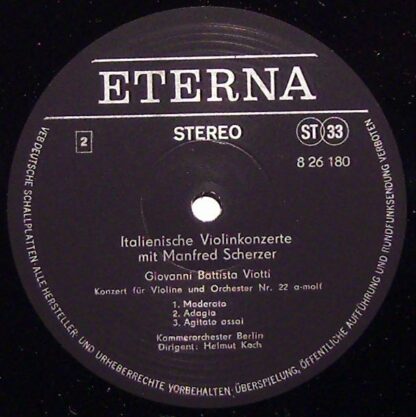 ETERNA
STEREO
ST 33
2
8 26 180
Italienische Violinkonzerte
mit Manfred Scherzer
Giovanni Battista Viotti
Konzert für Violine und Orchester Nr. 22 a-moll
1. Moderato
2. Adagio
3. Agitato assai
Kammerorchester Berlin
Dirigent: Helmut Koch
VEB DEUTSCHE SCHALLPLATTEN·ALLE HERSTELLER UND URHEBERRECHTE VORBEHALTEN·ÜBERSPIELUNG, ÖFFENTLICHE AUFFÜHRUNG UND RUNDFUNKSENDUNG VERBOTEN